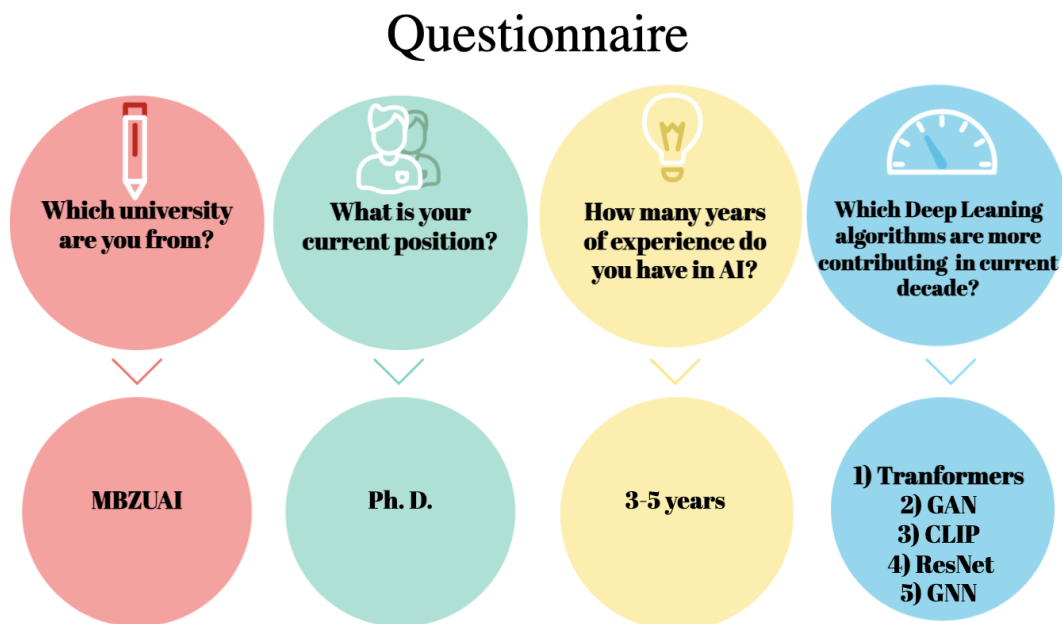 Questionnaire
Which university
are you from?
What is your
current position?
How many years
of experience do
you have in AI?
Which Deep Leaning
algorithms are more
contributing in current
decade?
MBZUAI
Ph. D.
3-5 years
1) Tranformers
2) GAN
3) CLIP
4) ResNet
5) GNN